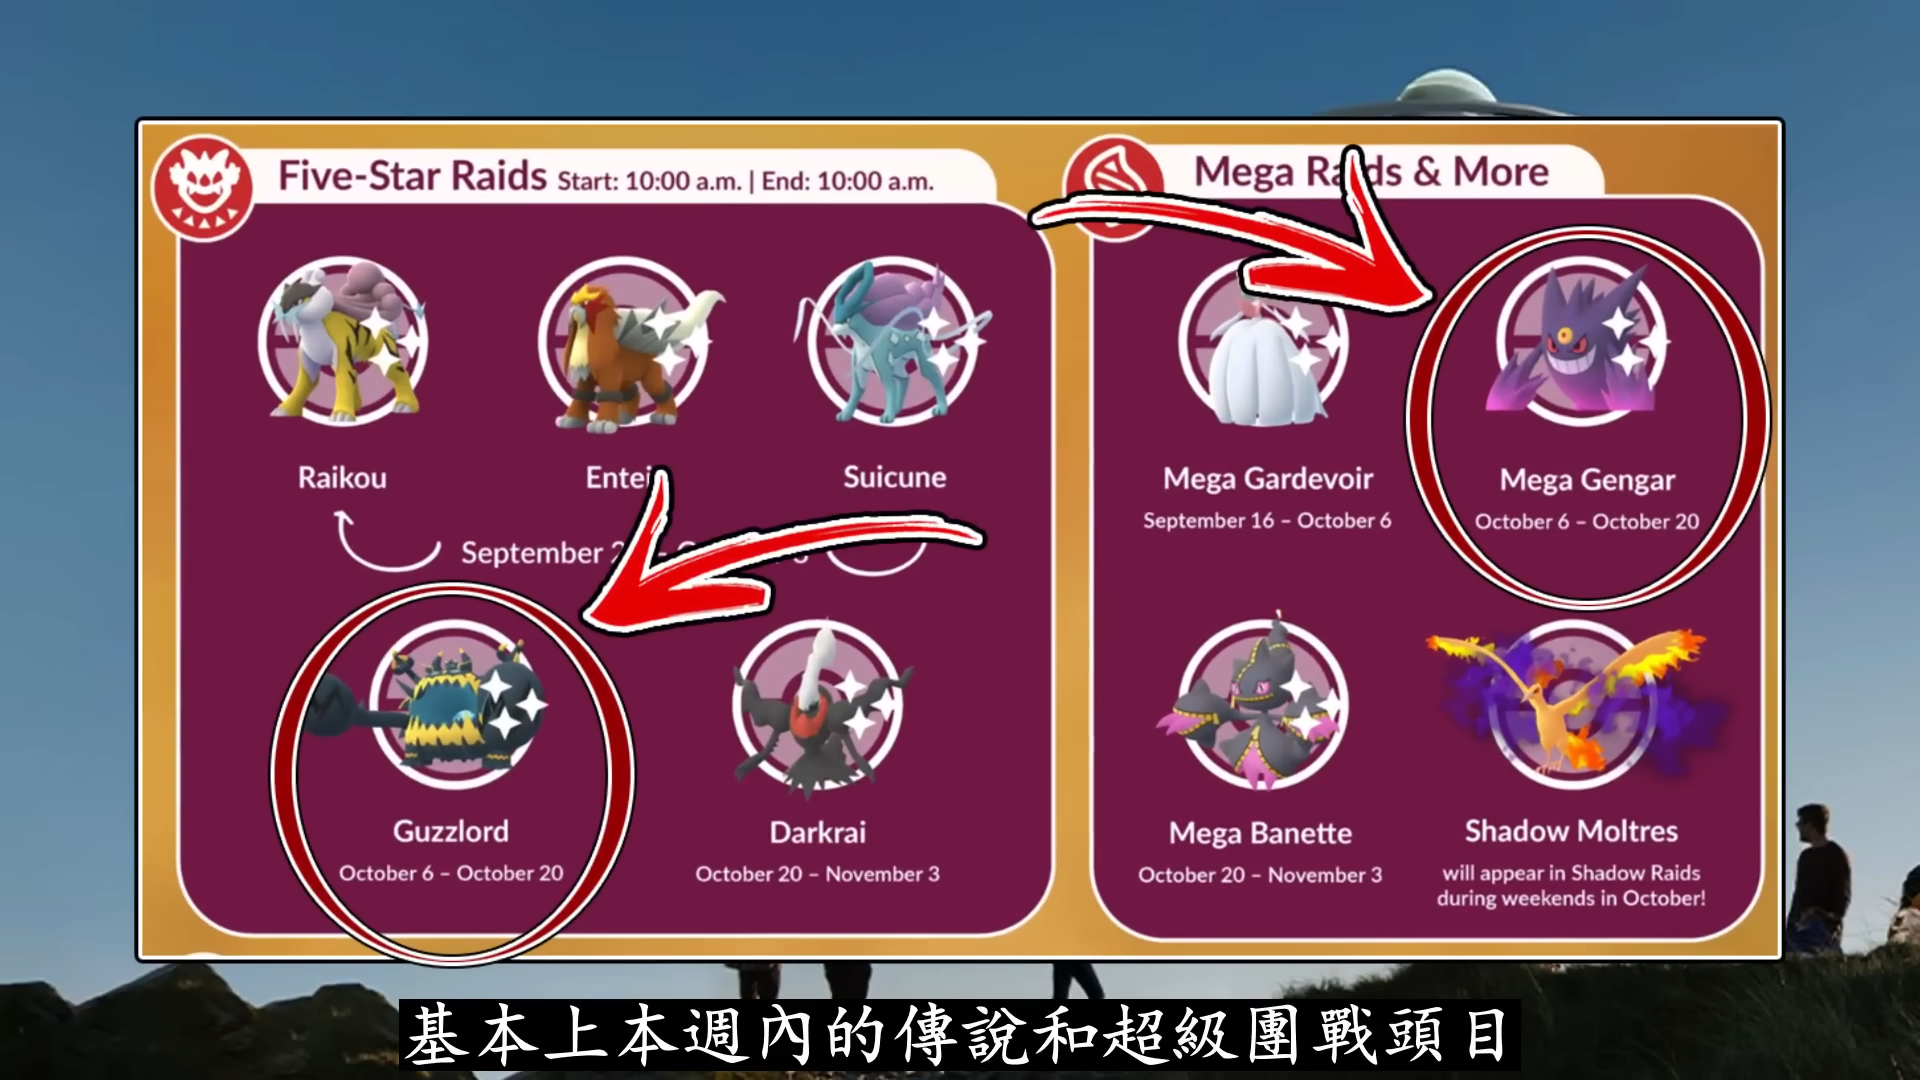 Five-Star Raids Start: 10:00 a.m. | End: 10:00 a.m.
Raikou
Entei
Suicune
September
Guzzlord
October 6 – October 20
Darkrai
October 20 – November 3
Mega Raids & More
Mega Gardevoir
September 16 – October 6
Mega Gengar
October 6 – October 20
Mega Banette
October 20 – November 3
Shadow Moltres
will appear in Shadow Raids
during weekends in October!
基本上本週內的傳說和超級團戰頭目